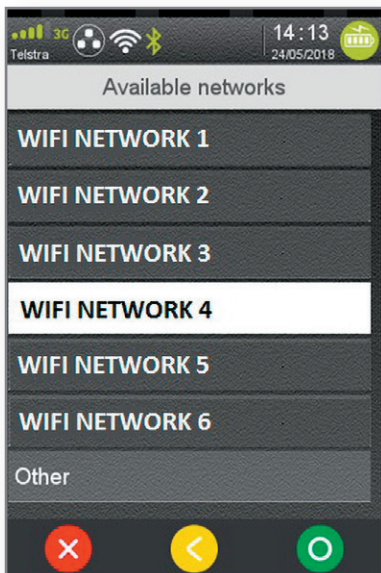 3G
14:13
Telstra
24/05/2018
Available networks
WIFI NETWORK 1
WIFI NETWORK 2
WIFI NETWORK 3
WIFI NETWORK 4
WIFI NETWORK 5
WIFI NETWORK 6
Other